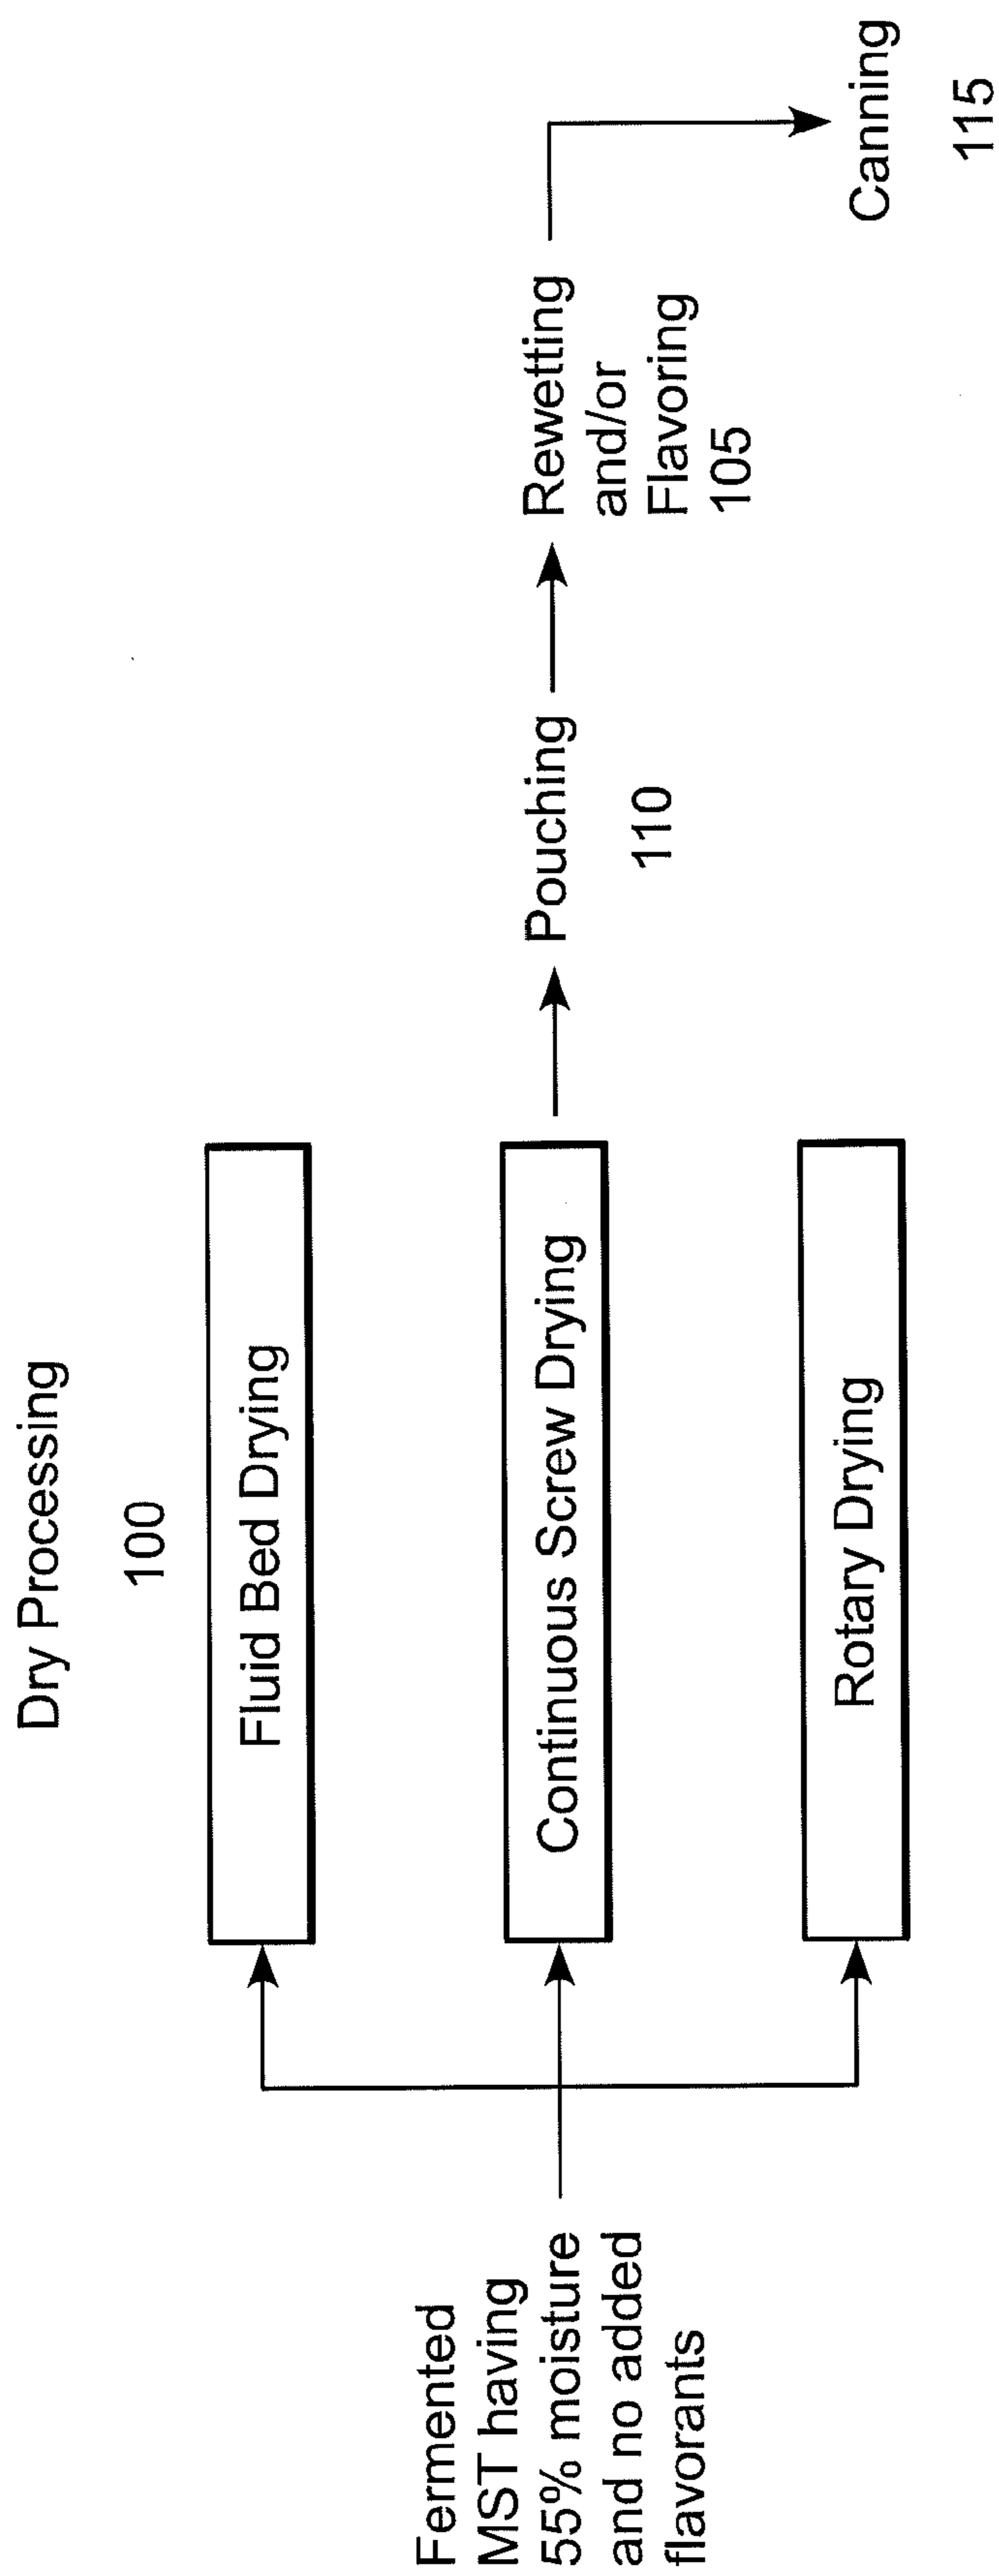 Dry Processing
100
Fermented
MST having
55% moisture
and no added
flavorants
Fluid Bed Drying
Continuous Screw Drying
Rotary Drying
Pouching
110
Rewetting
and/or
Flavoring
105
Canning
115